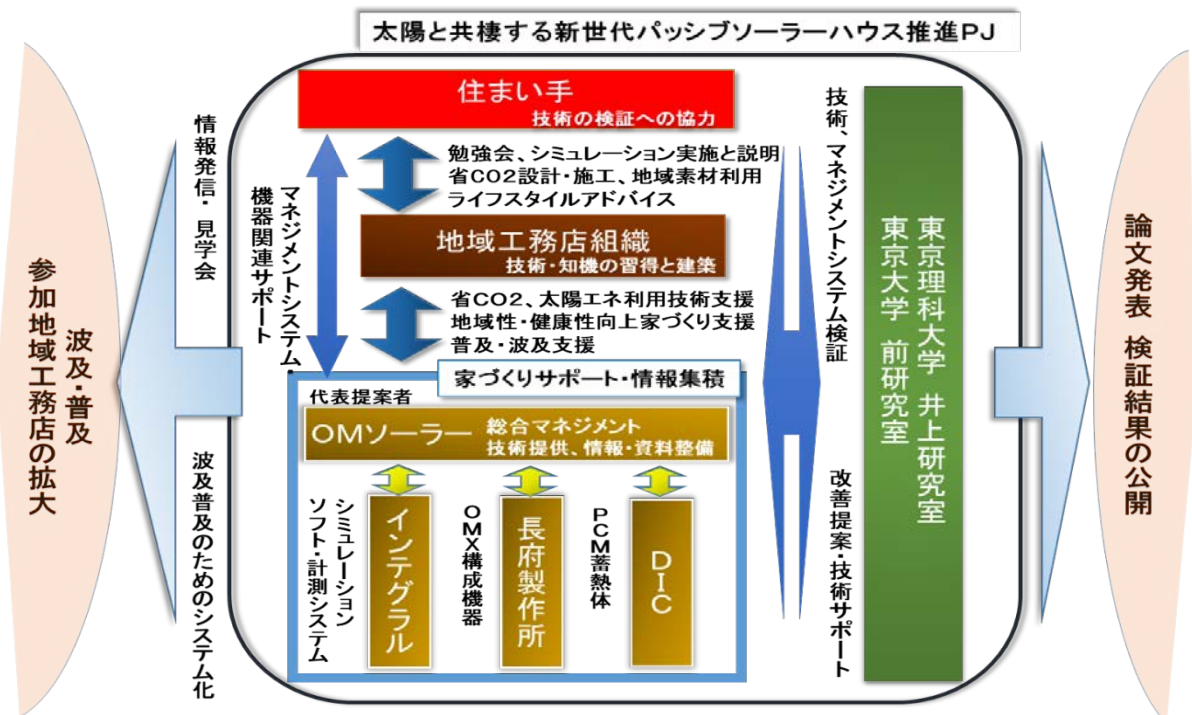 太陽と共棲する新世代パッシブソーラーハウス推進PJ
住まい手
技術の検証への協力
勉強会、シミュレーション実施と説明
省CO2設計・施工、地域素材利用
ライフスタイルアドバイス
地域工務店組織
技術・知機の習得と建築
省CO2、太陽エネ利用技術支援
地域性・健康性向上家づくり支援
普及・波及支援
マネジメントシステム・
機器関連サポート
家づくりサポート・情報集積
代表提案者
OMソーラー
総合マネジメント
技術提供、情報・資料整備
シミュレーション
ソフト・計測システム
インテグラル
OMX構成機器
長府製作所
PCM蓄熱体
DIC
技術、マネジメントシステム検証
改善提案・技術サポート
東京理科大学 井上研究室
東京大学 前研究室
情報発信・見学会
波及普及のためのシステム化
波及・普及
参加地域工務店の拡大
論文発表 検証結果の公開